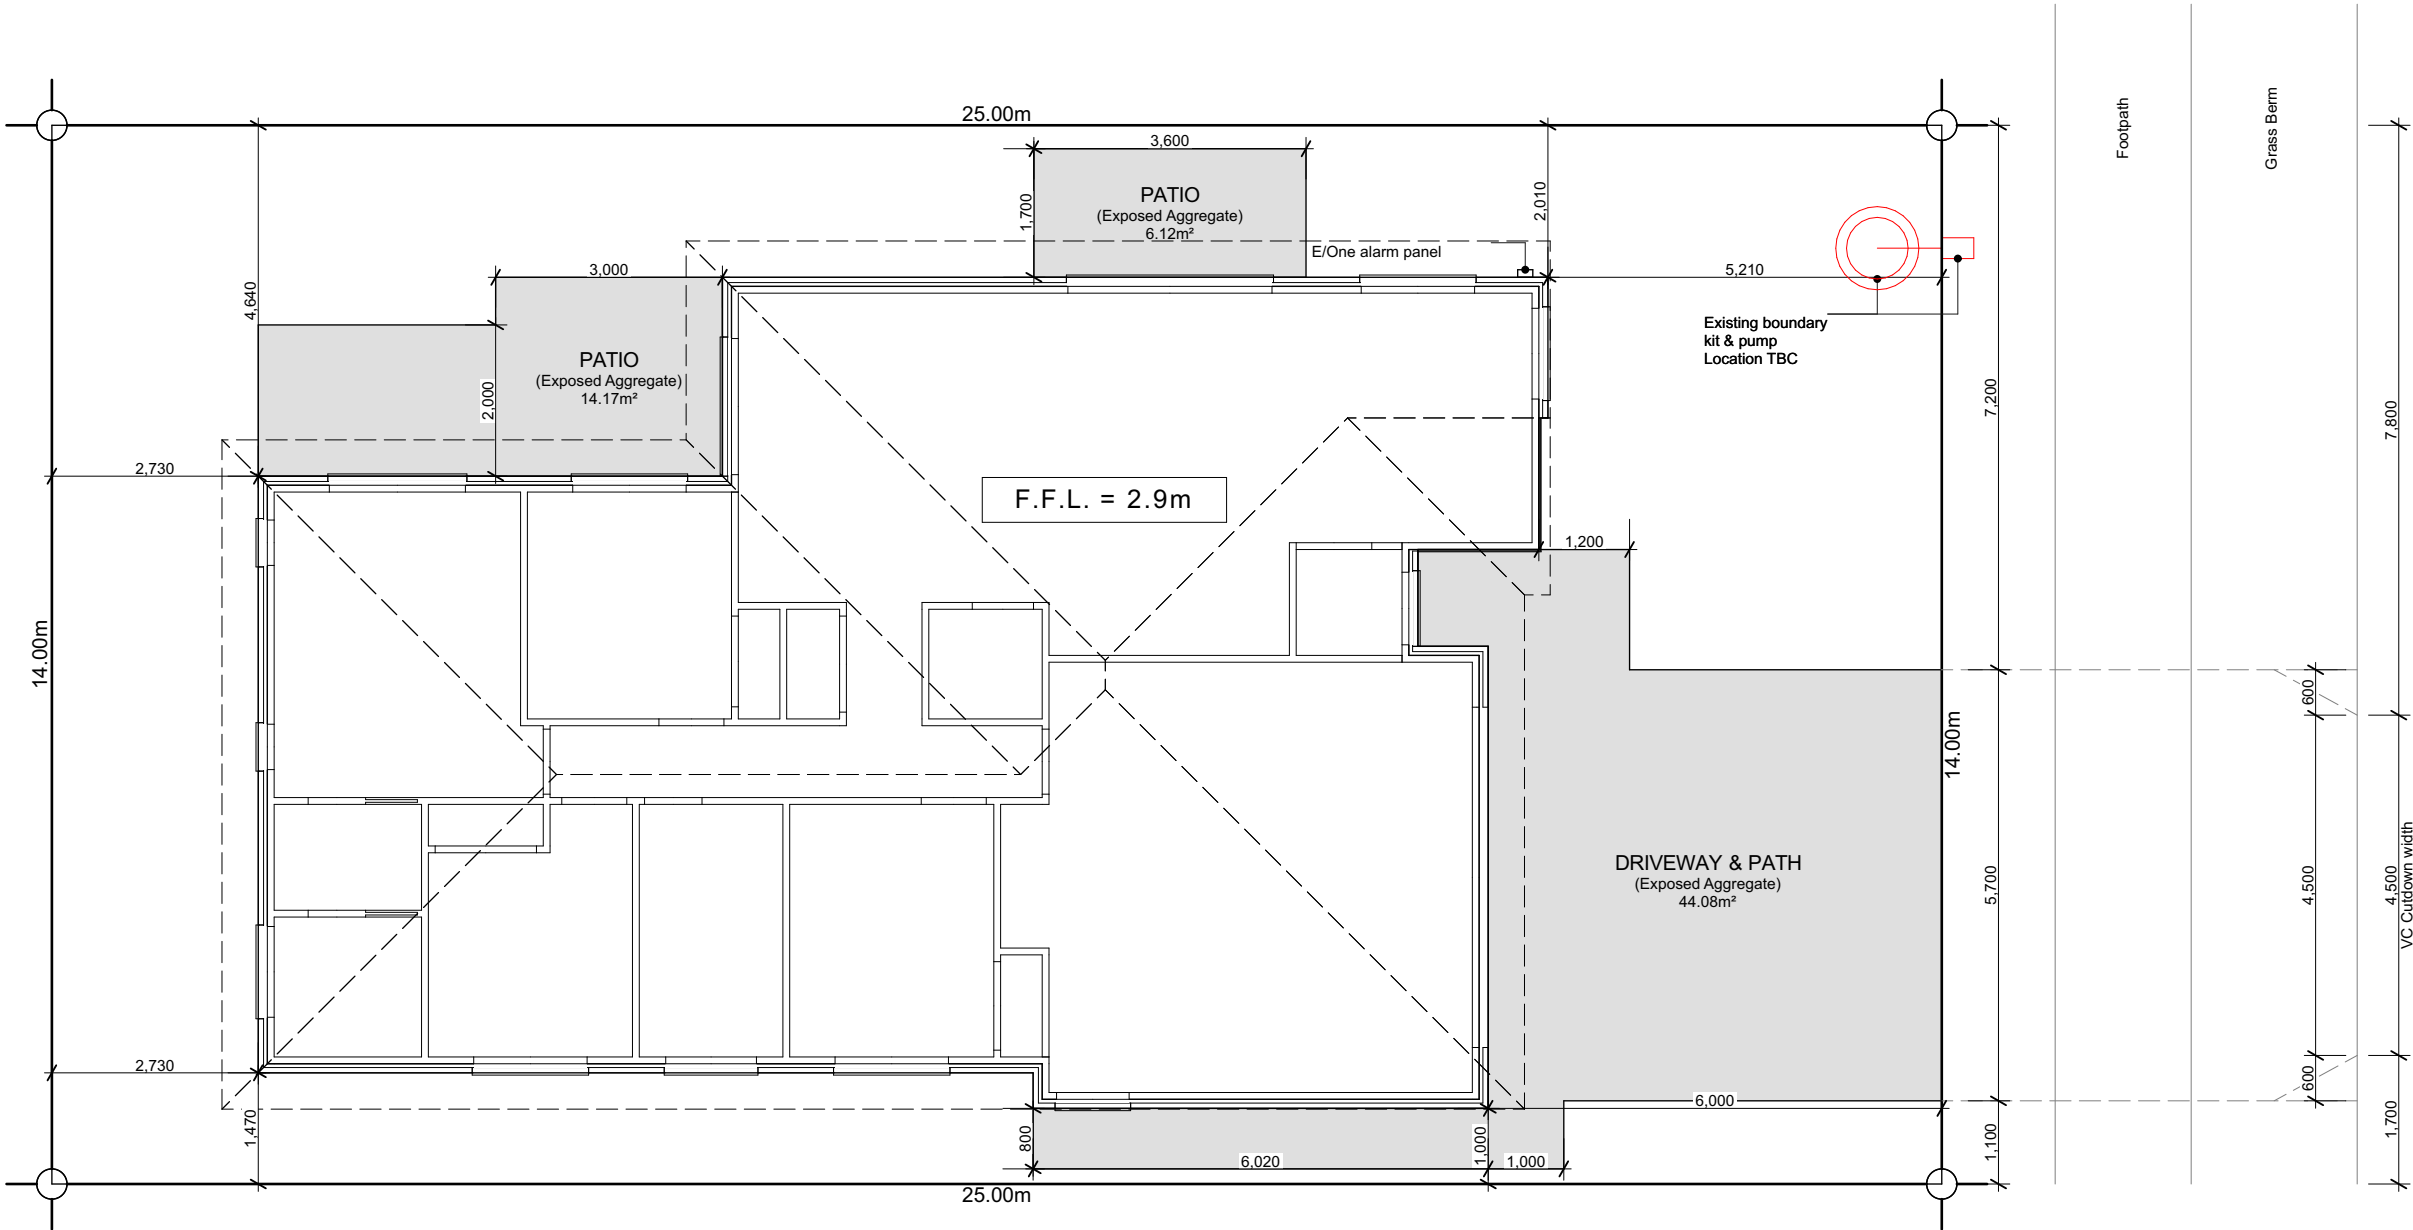 25.00m
Footpath
Grass Berm
3,600
PATIO
(Exposed Aggregate)
6.12m²
1,700
2,010
E/One alarm panel
3,000
5,210
4,640
Existing boundary
kit & pump
Location TBC
PATIO
(Exposed Aggregate)
14.17m²
2,000
7,200
7,800
2,730
F.F.L. = 2.9m
1,200
14.00m
600
14.00m
DRIVEWAY & PATH
(Exposed Aggregate)
44.08m²
5,700
4,500
4,500
VC Cutdown width
2,730
600
6,000
1,470
800
1,000
1,100
1,700
6,020
1,000
25.00m